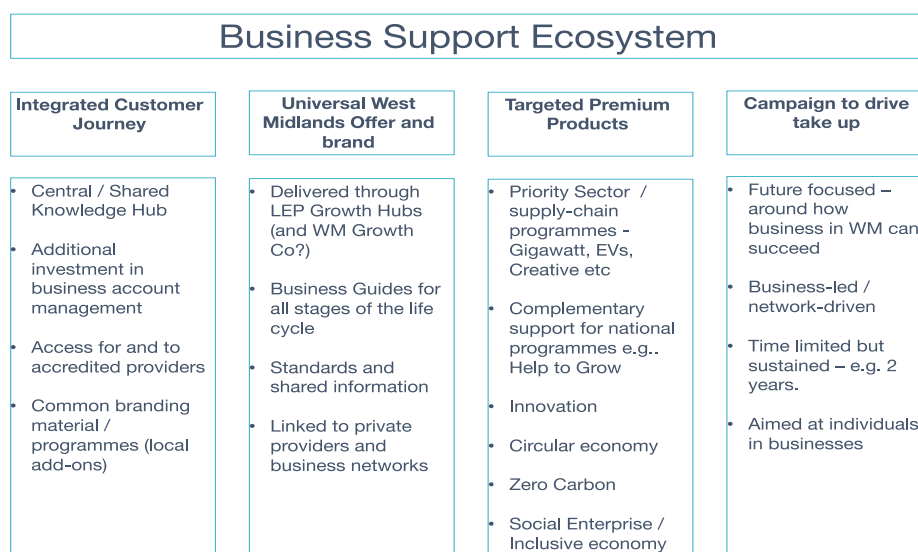 Business Support Ecosystem
Integrated Customer
Journey
• Central / Shared
Knowledge Hub
• Additional
investment in
business account
management
• Access for and to
accredited providers
• Common branding
material /
programmes (local
add-ons)
Universal West
Midlands Offer and
brand
• Delivered through
LEP Growth Hubs
(and WM Growth
Co?)
• Business Guides for
all stages of the life
cycle
• Standards and
shared information
• Linked to private
providers and
business networks
Targeted Premium
Products
• Priority Sector /
supply-chain
programmes -
Gigawatt, EVs,
Creative etc
• Complementary
support for national
programmes e.g..
Help to Grow
• Innovation
• Circular economy
• Zero Carbon
• Social Enterprise /
Inclusive economy
Campaign to drive
take up
• Future focused –
around how
business in WM can
succeed
• Business-led /
network-driven
• Time limited but
sustained – e.g. 2
years.
• Aimed at individuals
in businesses